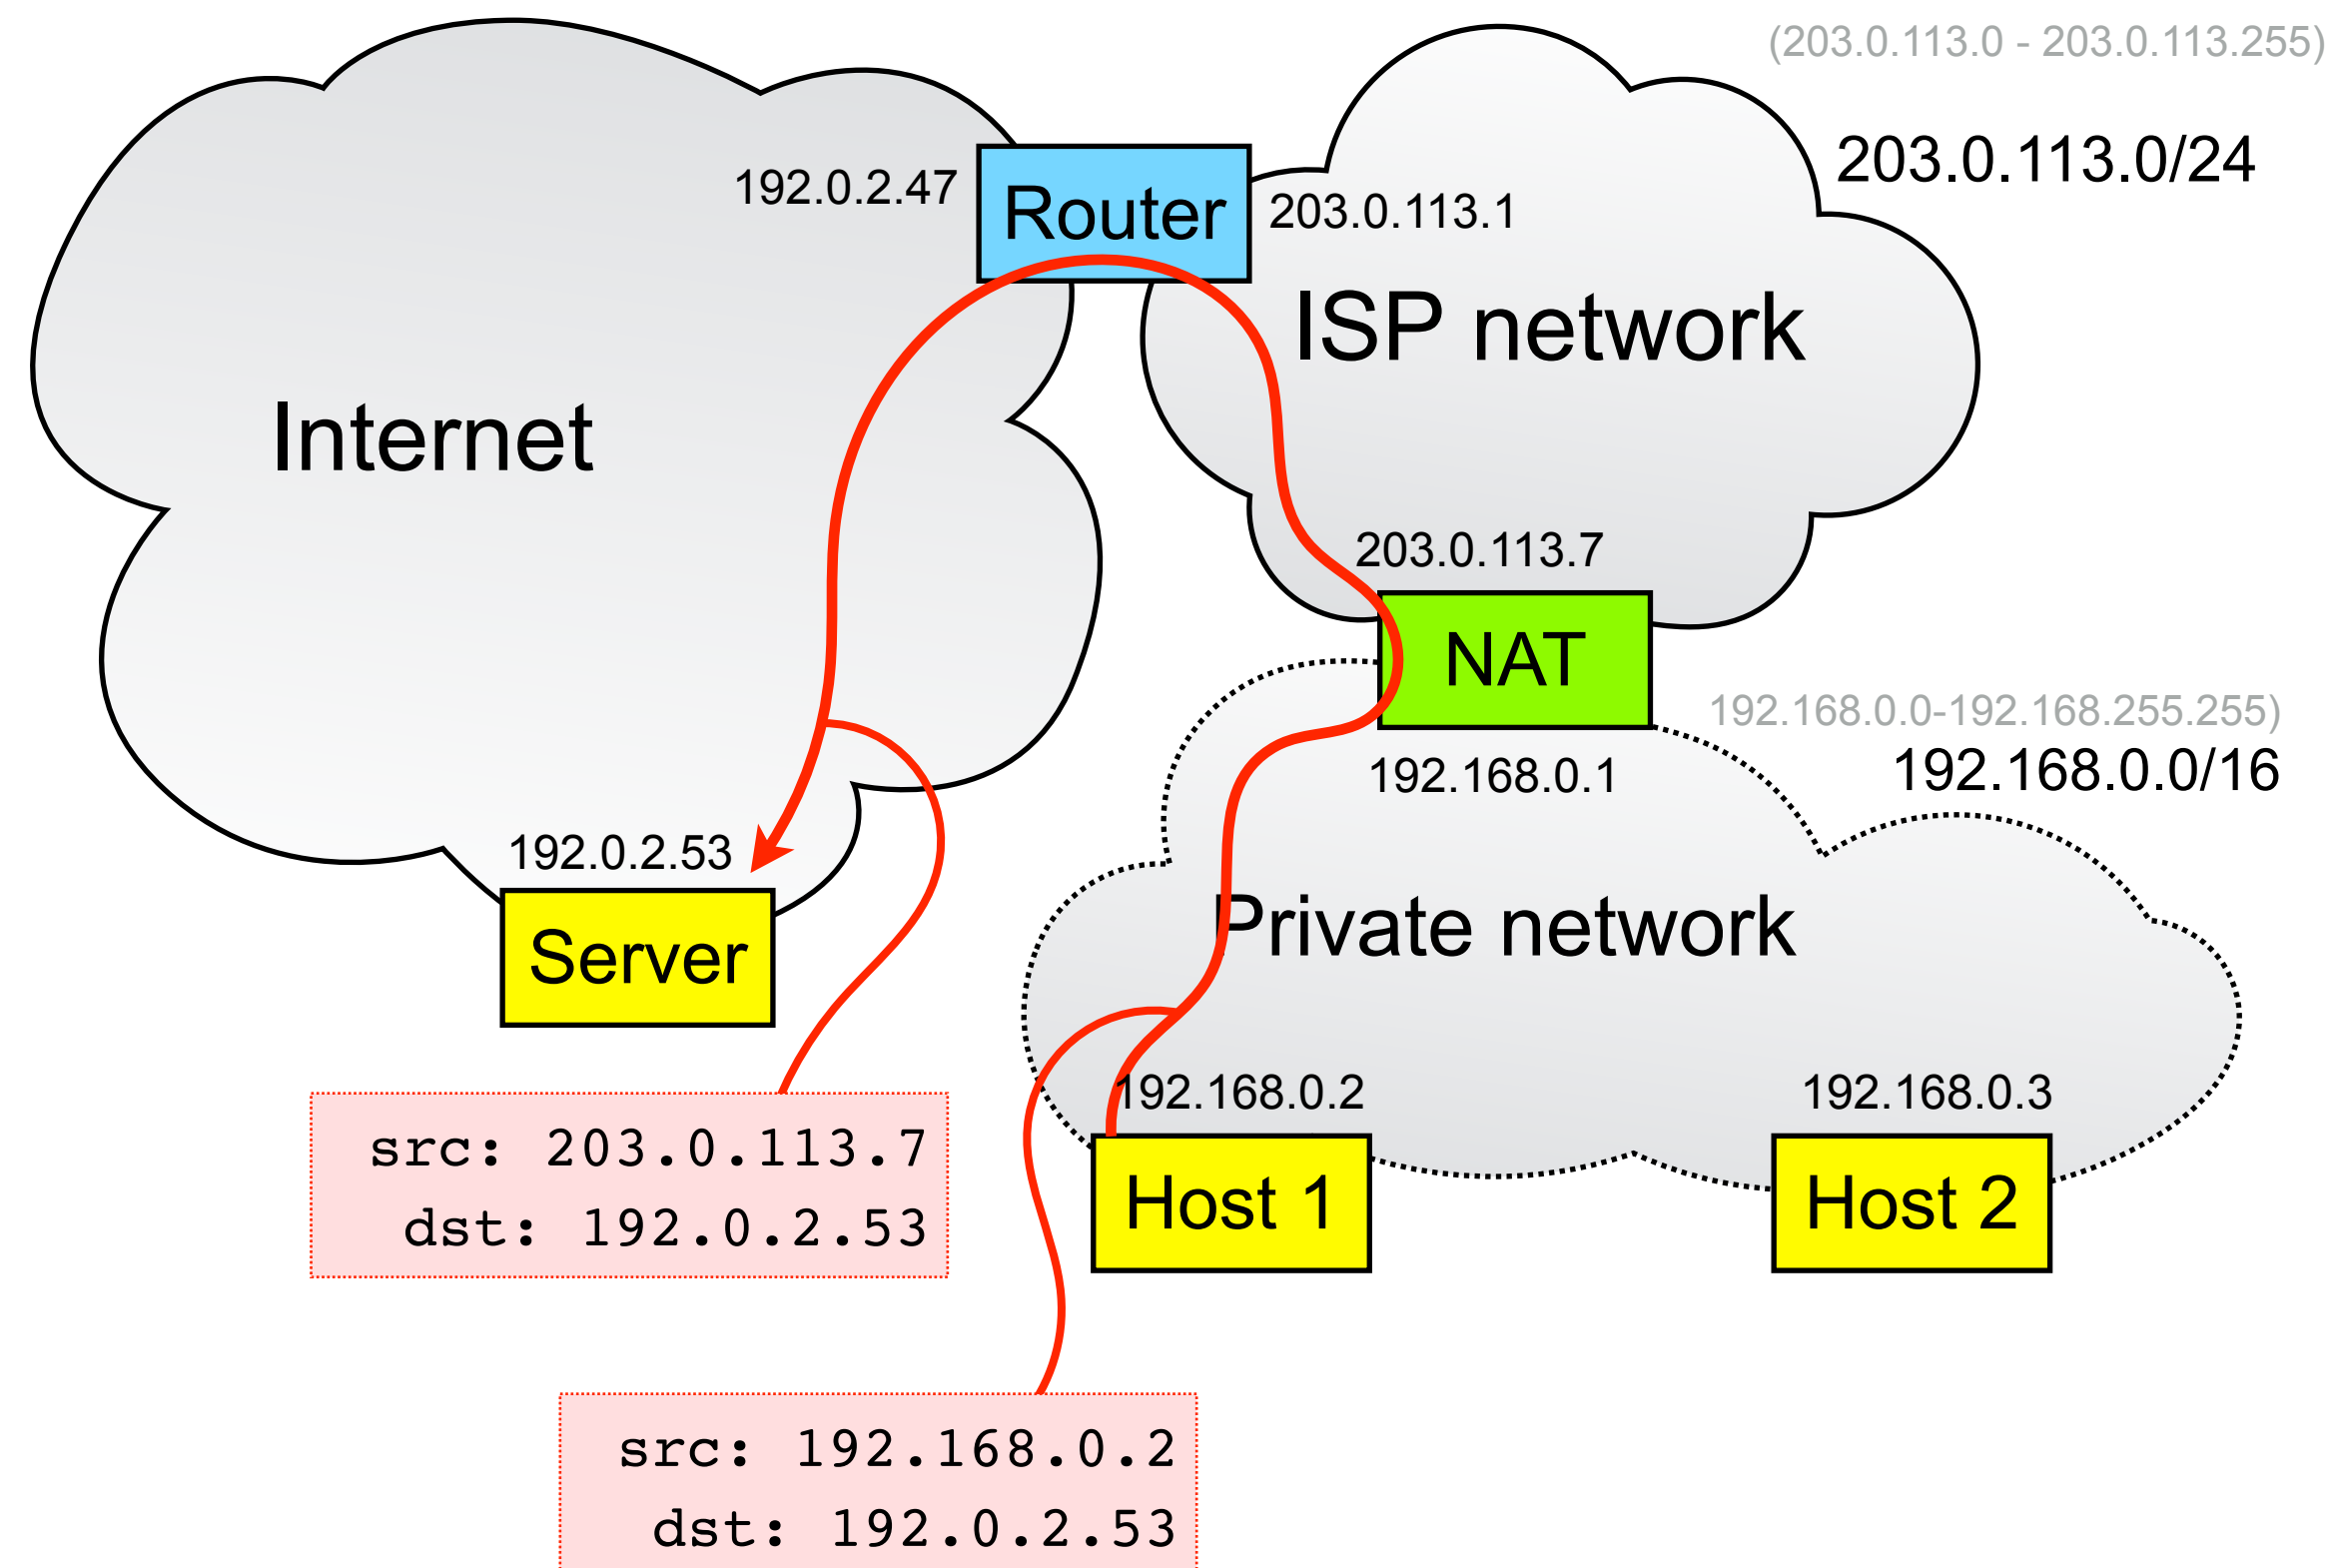 (203.0.113.0 - 203.0.113.255)
203.0.113.0/24
192.0.2.47
Router
203.0.113.1
ISP network
Internet
203.0.113.7
NAT
192.168.0.0-192.168.255.255)
192.168.0.0/16
192.168.0.1
192.0.2.53
Server
Private network
192.168.0.2
192.168.0.3
Host 1
Host 2
src: 203.0.113.7
dst: 192.0.2.53
src: 192.168.0.2
dst: 192.0.2.53